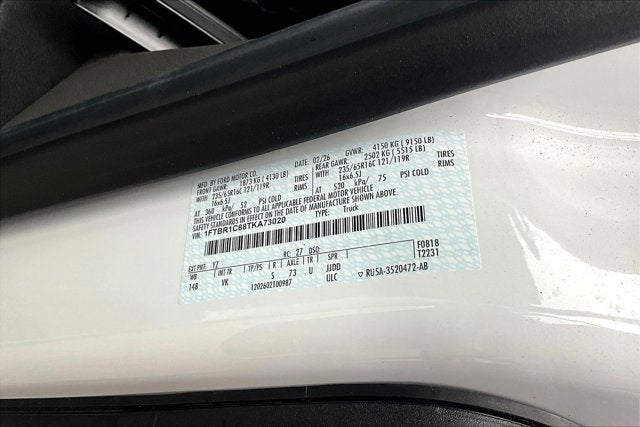 MFD. BY FORD MOTOR CO.
DATE: 02/26 GVWR: 4150 KG ( 9150 LB)
FRONT GAWR: 1873 KG ( 4130 LB) REAR GAWR: 2502 KG ( 5515 LB)
WITH 235/65R16C 121/119R TIRES WITH 235/65R16C 121/119R TIRES
16x6.5J RIMS 16x6.5J RIMS
AT 360 kPa/ 52 PSI COLD AT 520 kPa/ 75 PSI COLD
THIS VEHICLE CONFORMS TO ALL APPLICABLE FEDERAL MOTOR VEHICLE
SAFETY STANDARDS IN EFFECT ON THE DATE OF MANUFACTURE SHOWN ABOVE.
VIN: 1FTBR1C88TKA73020 TYPE: Truck
F0818
T2231
EXT PNT: YZ RC: 27 DSO:
WB INT TR TP/PS R AXLE TR SPR
148 VK S 73 U JJDD
1202602100987 ULC ▽ RU5A-3520472-AB